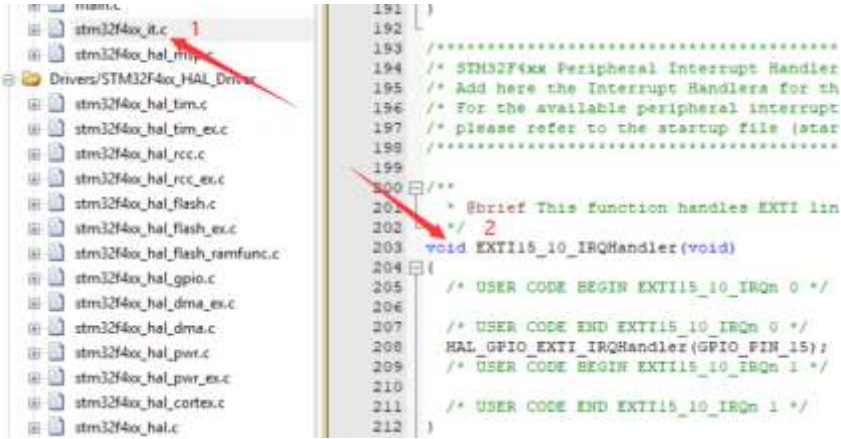 main.c
stm32f4xx_it.c 1
stm32f4xx_hal_msp.c
Drivers/STM32F4xx_HAL_Driver
stm32f4xx_hal_tim.c
stm32f4xx_hal_tim_ex.c
stm32f4xx_hal_rcc.c
stm32f4xx_hal_rcc_ex.c
stm32f4xx_hal_flash.c
stm32f4xx_hal_flash_ex.c
stm32f4xx_hal_flash_ramfunc.c
stm32f4xx_hal_gpio.c
stm32f4xx_hal_dma_ex.c
stm32f4xx_hal_dma.c
stm32f4xx_hal_pwr.c
stm32f4xx_hal_pwr_ex.c
stm32f4xx_hal_cortex.c
stm32f4xx_hal.c
191 }
192
193 /****************************************
194 /* STM32F4xx Peripheral Interrupt Handler
195 /* Add here the Interrupt Handlers for th
196 /* For the available peripheral interrupt
197 /* please refer to the startup file (star
198 /****************************************
199
200 /**
201 * @brief This function handles EXTI lin
202 */ 2
203 void EXTI15_10_IRQHandler(void)
204 {
205 /* USER CODE BEGIN EXTI15_10_IRQn 0 */
206
207 /* USER CODE END EXTI15_10_IRQn 0 */
208 HAL_GPIO_EXTI_IRQHandler(GPIO_PIN_15);
209 /* USER CODE BEGIN EXTI15_10_IRQn 1 */
210
211 /* USER CODE END EXTI15_10_IRQn 1 */
212 }